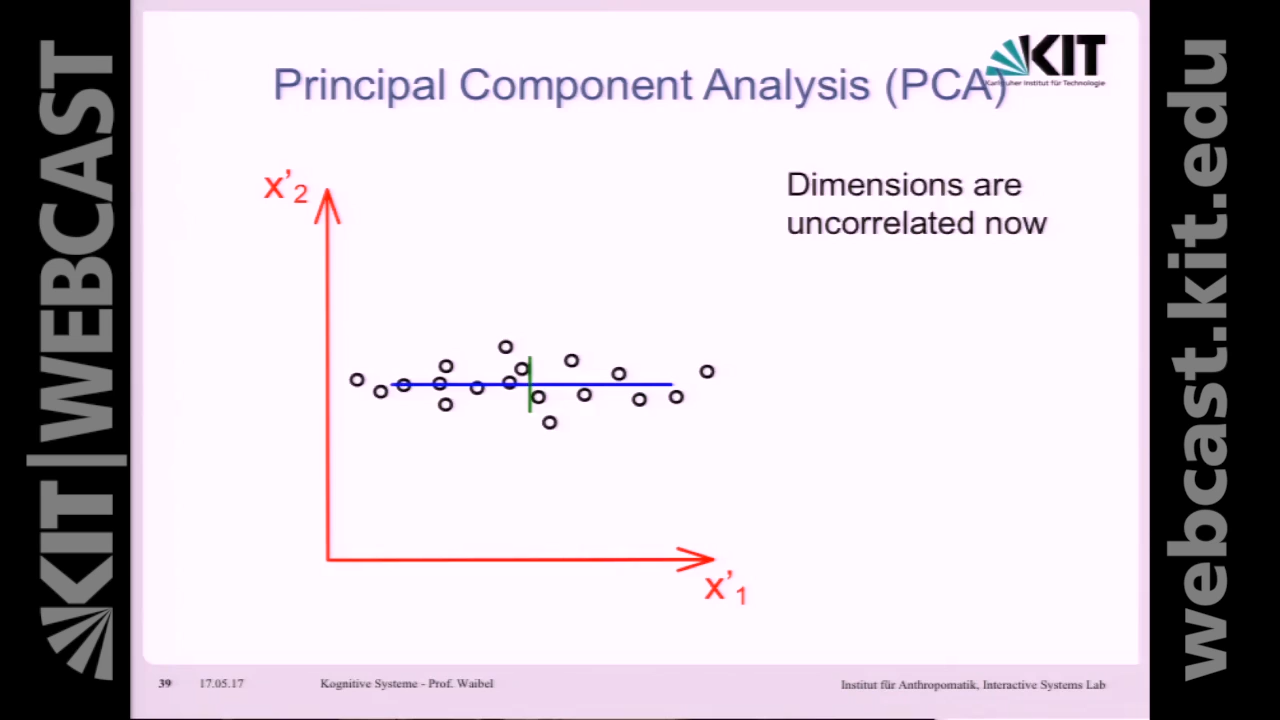 KIT|WEBCAST
KIT
Karlsruher Institut für Technologie
Principal Component Analysis (PCA)
Dimensions are
uncorrelated now
x’2
x’1
39 17.05.17 Kognitive Systeme - Prof. Waibel Institut für Anthropomatik, Interactive Systems Lab
webcast.kit.edu